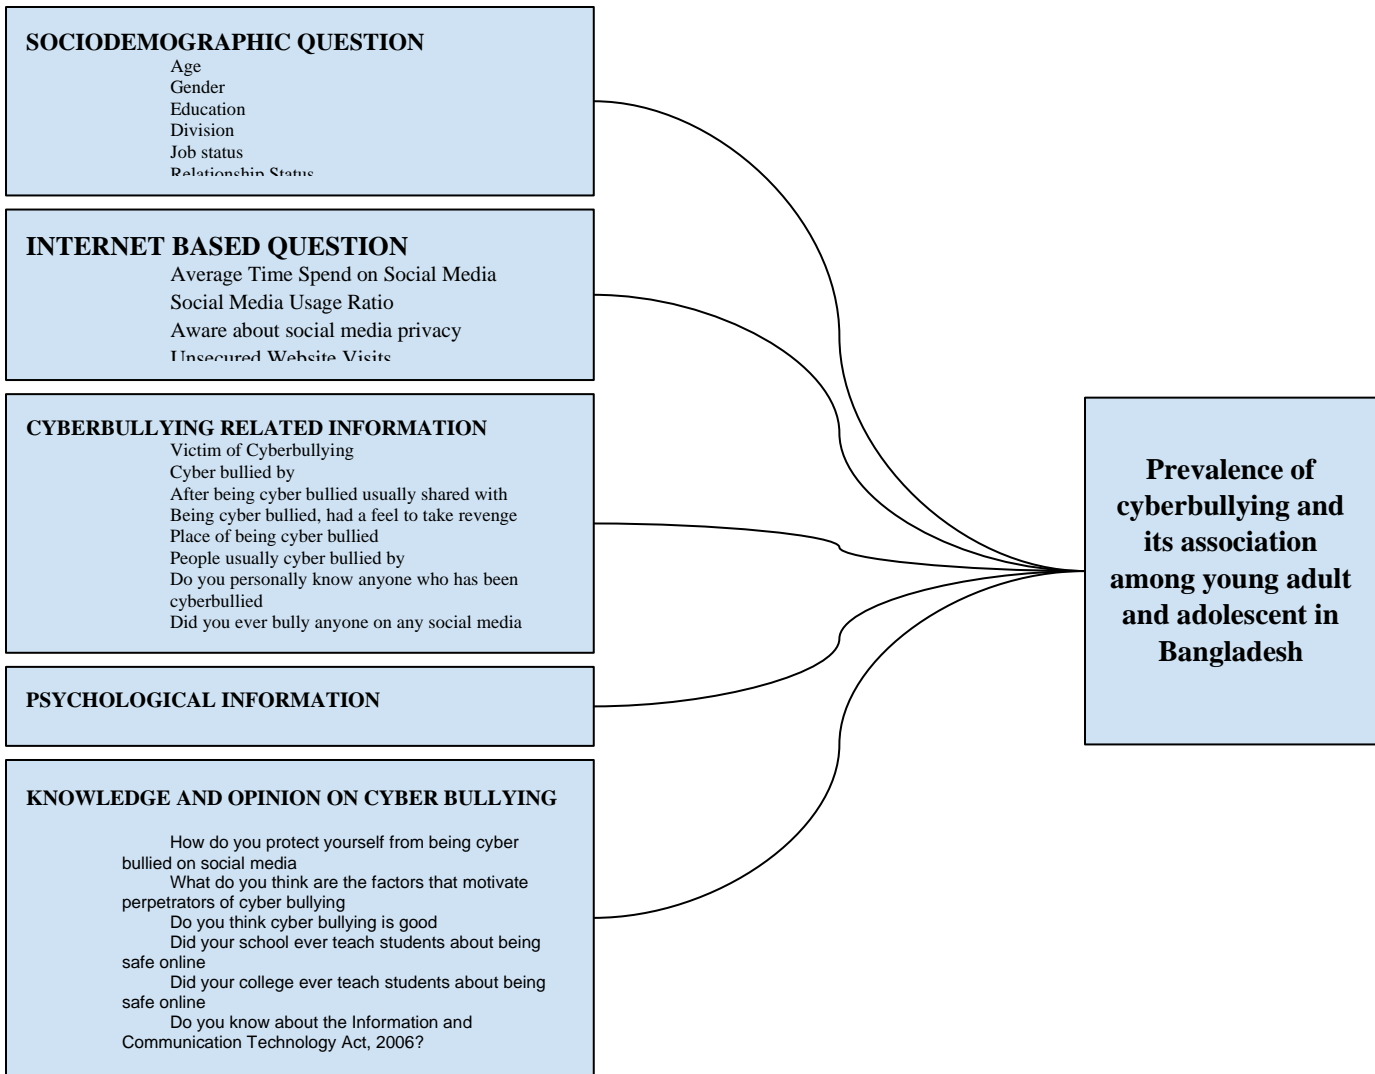 SOCIODEMOGRAPHIC QUESTION
Age
Gender
Education
Division
Job status
Relationship Status
INTERNET BASED QUESTION
Average Time Spend on Social Media
Social Media Usage Ratio
Aware about social media privacy
Unsecured Website Visits
CYBERBULLYING RELATED INFORMATION
Victim of Cyberbullying
Cyber bullied by
After being cyber bullied usually shared with
Being cyber bullied, had a feel to take revenge
Place of being cyber bullied
People usually cyber bullied by
Do you personally know anyone who has been
cyberbullied
Did you ever bully anyone on any social media
PSYCHOLOGICAL INFORMATION
KNOWLEDGE AND OPINION ON CYBER BULLYING
How do you protect yourself from being cyber
bullied on social media
What do you think are the factors that motivate
perpetrators of cyber bullying
Do you think cyber bullying is good
Did your school ever teach students about being
safe online
Did your college ever teach students about being
safe online
Do you know about the Information and
Communication Technology Act, 2006?
Prevalence of
cyberbullying and
its association
among young adult
and adolescent in
Bangladesh